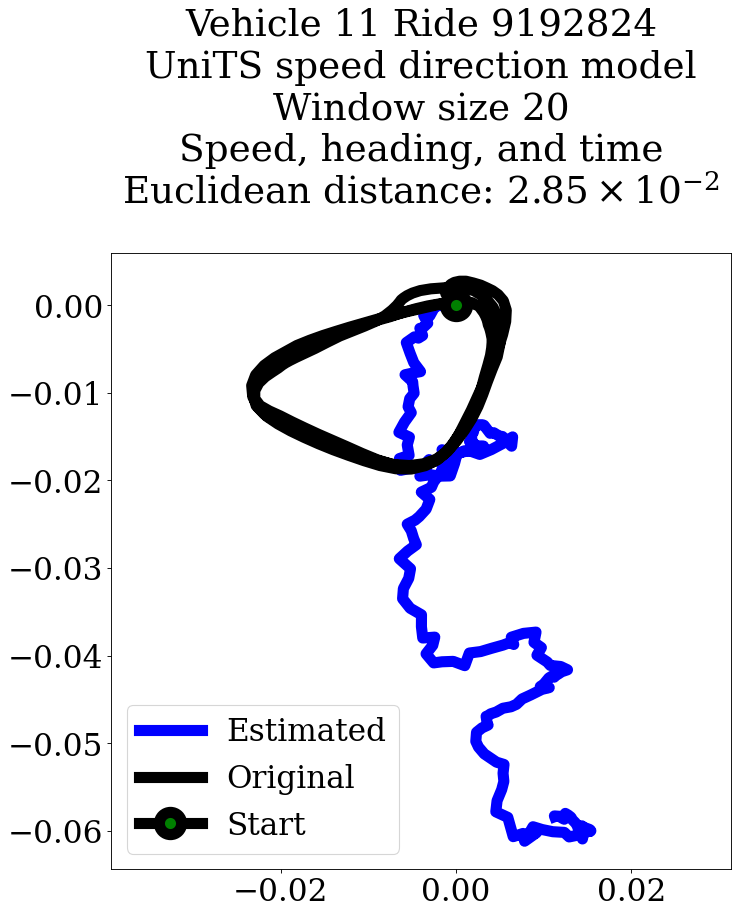 Vehicle 11 Ride 9192824
UniTS speed direction model
Window size 20
Speed, heading, and time
Euclidean distance: 2.85 × 10⁻²
0.00
−0.01
−0.02
−0.03
−0.04
−0.05
−0.06
Estimated
Original
Start
−0.02
0.00
0.02